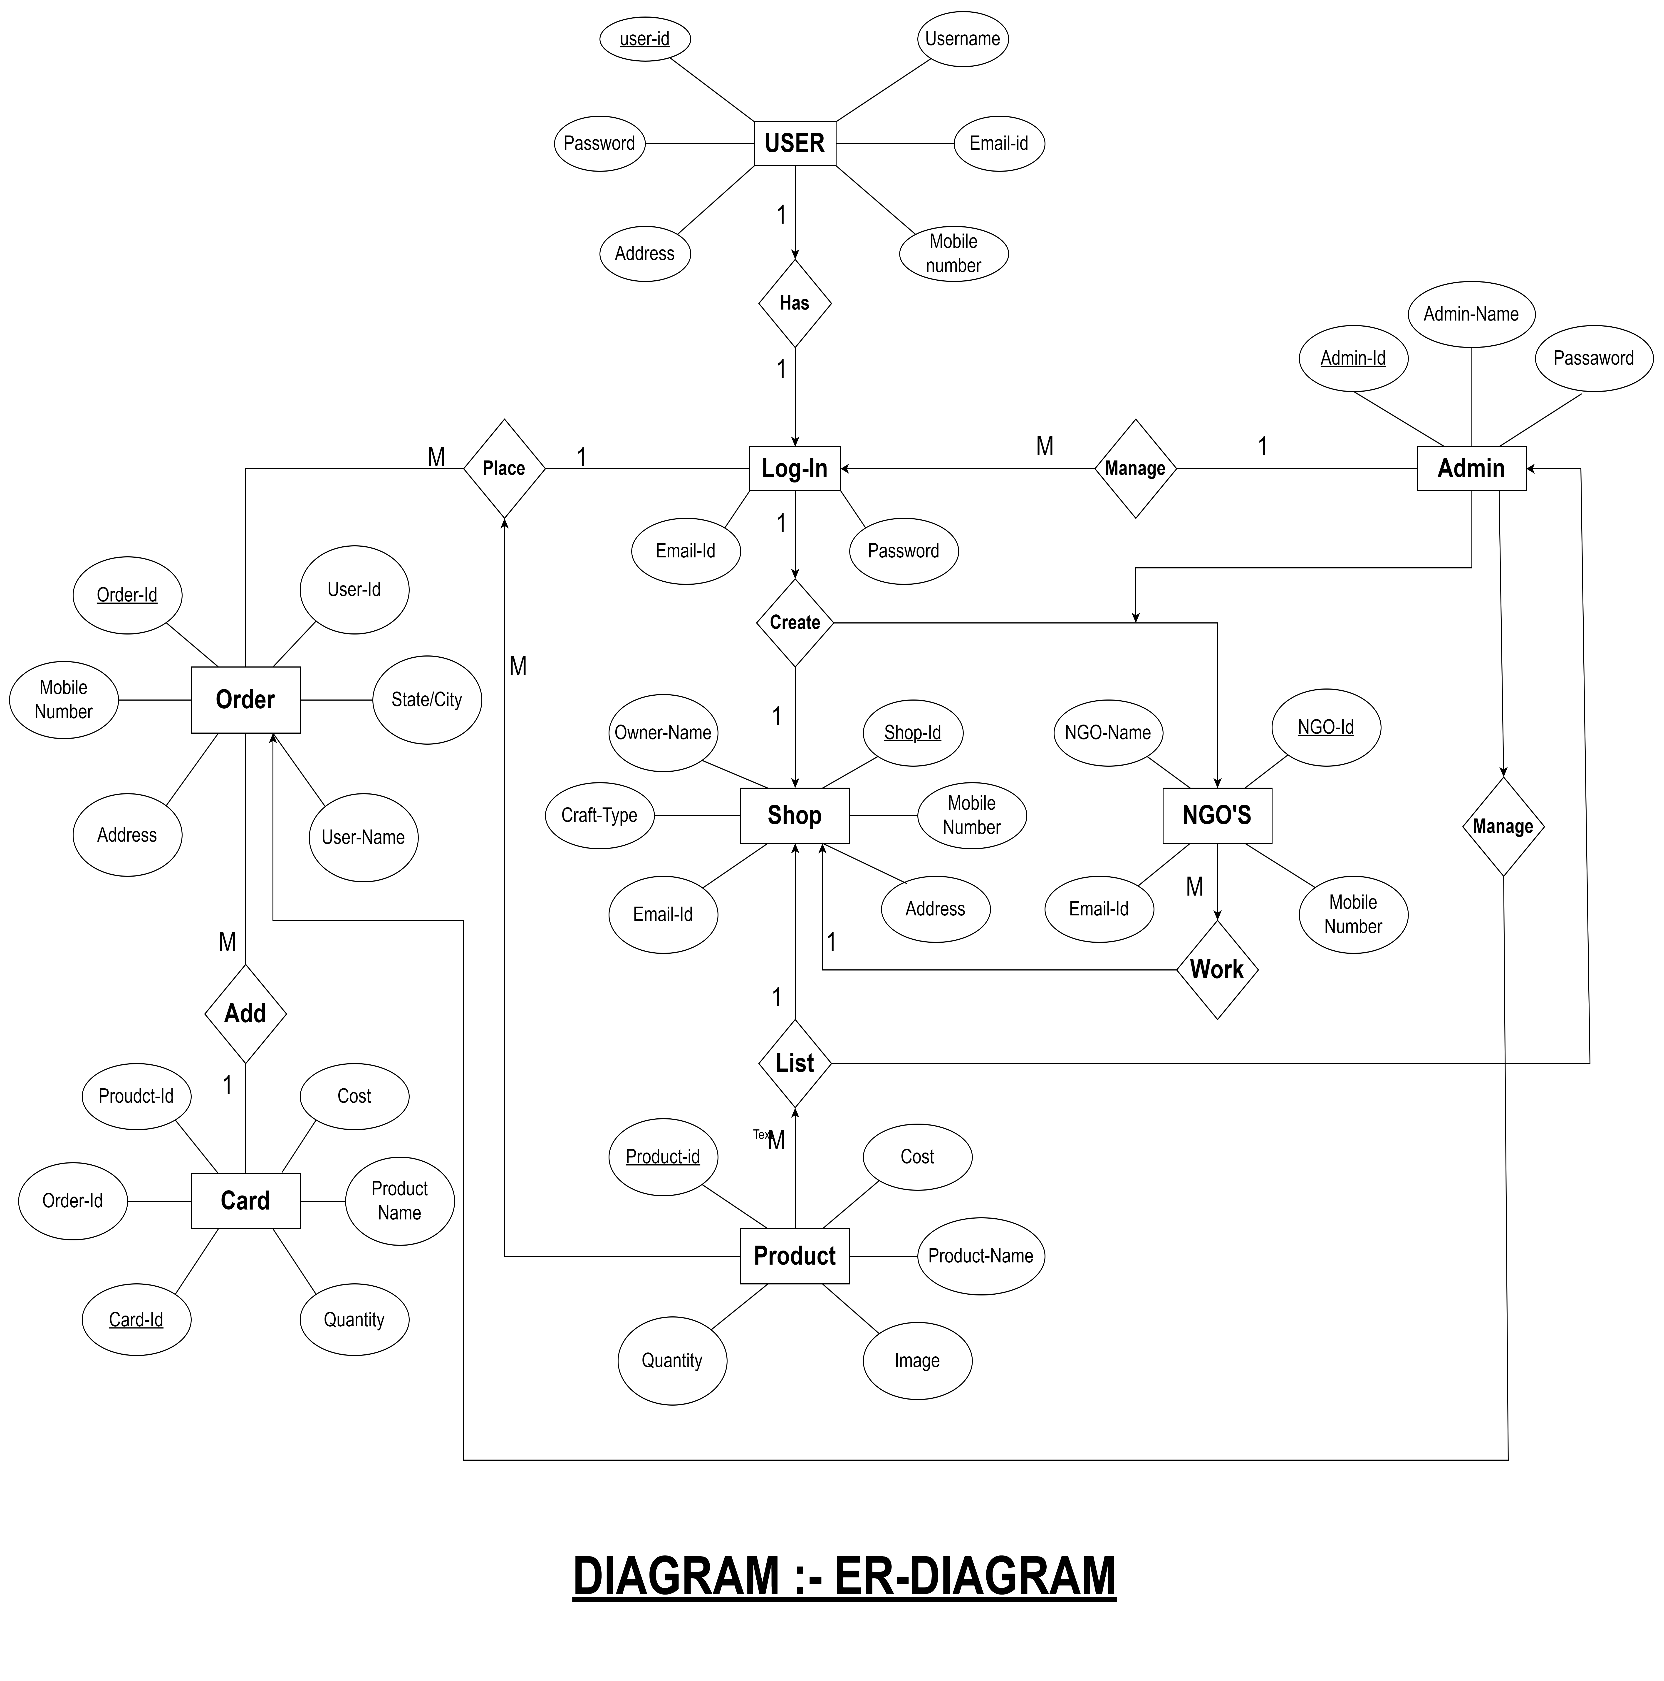 user-id
Username
Password
USER
Email-id
1
Address
Mobile
number
Has
Admin-Name
1
Admin-Id
Passaword
M
Place
1
Log-In
M
Manage
1
Admin
1
Email-Id
Password
Order-Id
User-Id
Create
M
Mobile
Number
Order
State/City
1
Owner-Name
Shop-Id
NGO-Name
NGO-Id
Craft-Type
Shop
Mobile
Number
NGO'S
Manage
Address
User-Name
M
Email-Id
Address
Email-Id
Mobile
Number
M
1
Work
1
Add
List
Proudct-Id
1
Cost
Tex
M
Product-id
Cost
Order-Id
Card
Product
Name
Product
Product-Name
Card-Id
Quantity
Quantity
Image
DIAGRAM :- ER-DIAGRAM